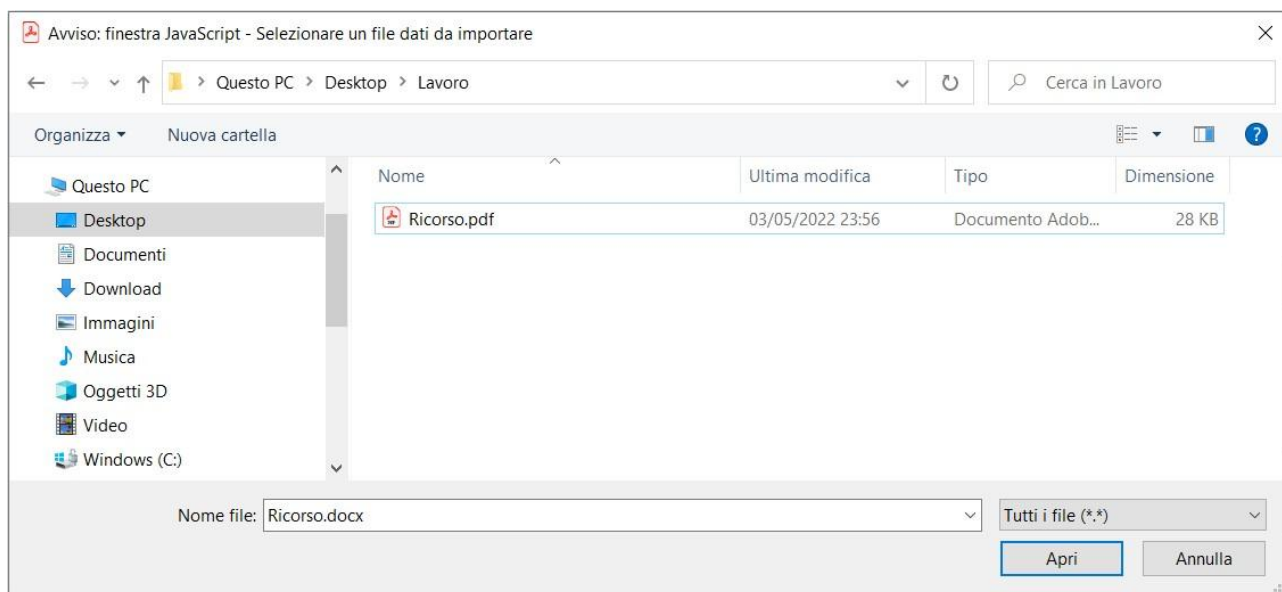 Avviso: finestra JavaScript - Selezionare un file dati da importare
Questo PC > Desktop > Lavoro
Cerca in Lavoro
Organizza
Nuova cartella
?
Questo PC
Desktop
Documenti
Download
Immagini
Musica
Oggetti 3D
Video
Windows (C:)
Nome Ultima modifica Tipo Dimensione
Ricorso.pdf 03/05/2022 23:56 Documento Adob... 28 KB
Nome file: Ricorso.docx
Tutti i file (*.*)
Apri
Annulla